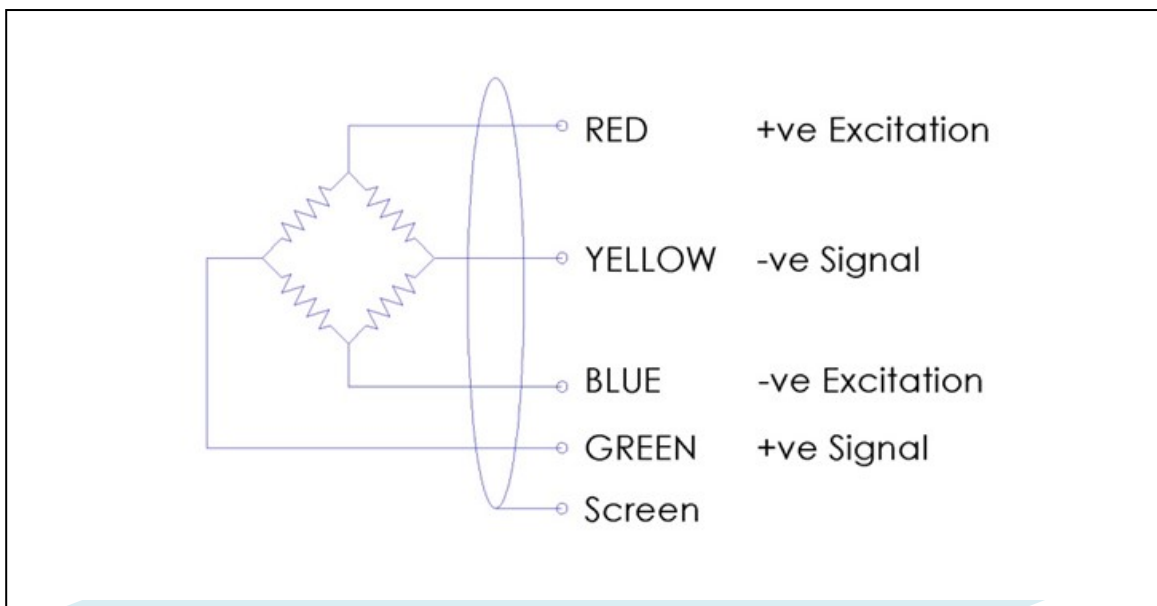 RED +ve Excitation
YELLOW -ve Signal
BLUE -ve Excitation
GREEN +ve Signal
Screen